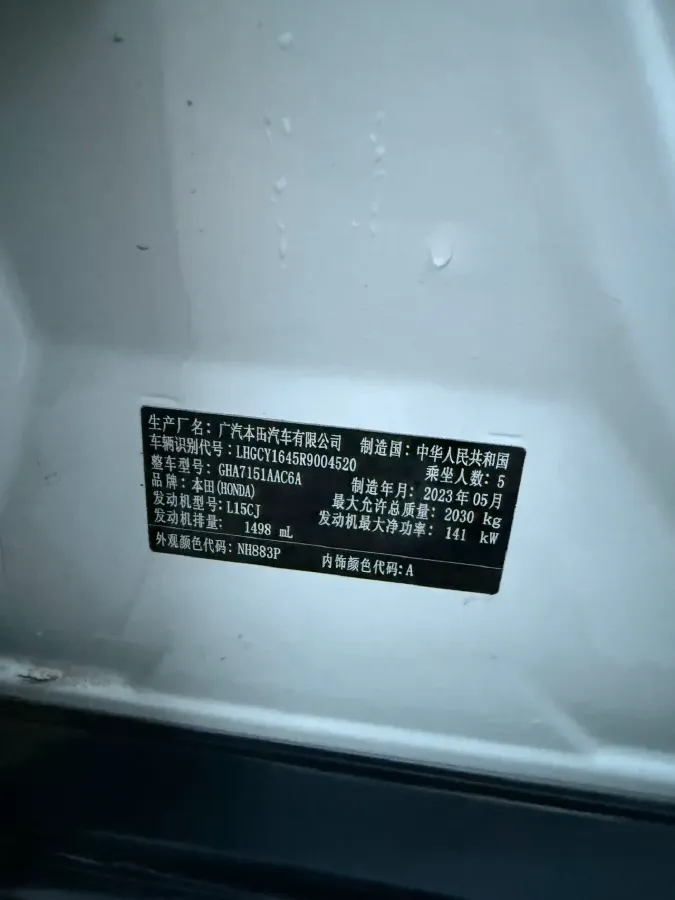 生产厂名: 广汽本田汽车有限公司 制造国: 中华人民共和国
车辆识别代号: LHGCY1645R9004520 乘坐人数: 5
整车型号: GHA7151AAC6A 制造年月: 2023年05月
品牌: 本田(HONDA) 最大允许总质量: 2030 kg
发动机型号: L15CJ 发动机最大净功率: 141 kW
发动机排量: 1498 mL
外观颜色代码: NH883P 内饰颜色代码: A